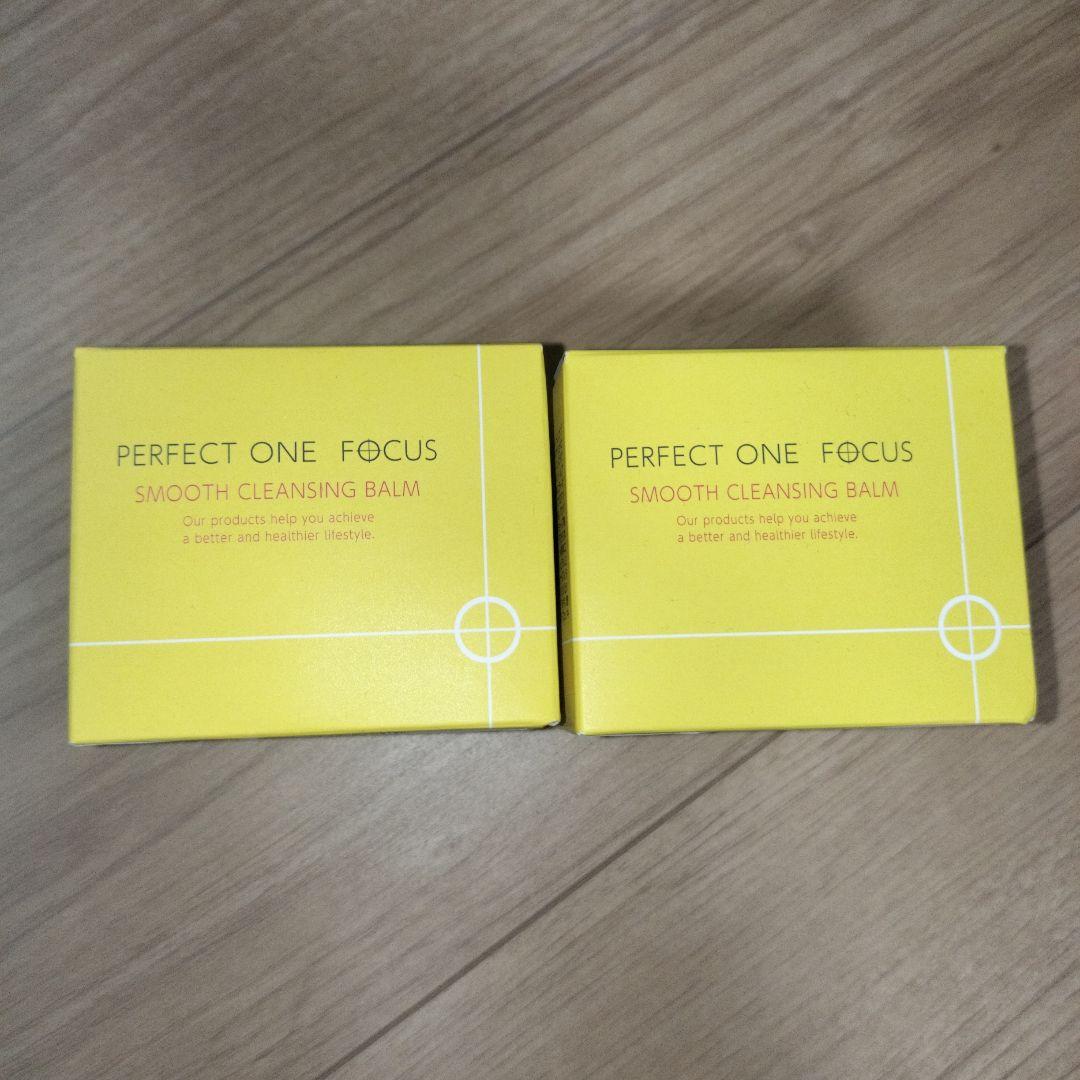 PERFECT ONE FOCUS
SMOOTH CLEANSING BALM
Our products help you achieve
a better and healthier lifestyle.
PERFECT ONE FOCUS
SMOOTH CLEANSING BALM
Our products help you achieve
a better and healthier lifestyle.